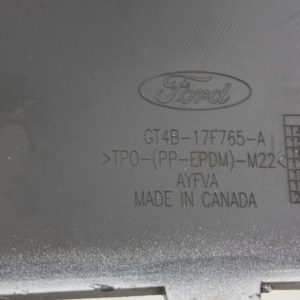 Ford
GT4B-17F765-A
>TPO-(PP-EPDM)-M22<
AYFVA
MADE IN CANADA